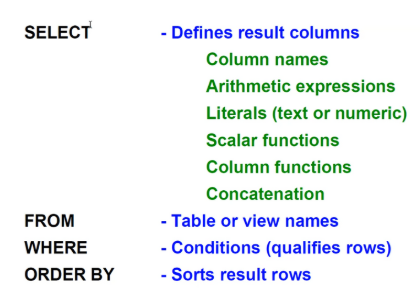 SELECT - Defines result columns
Column names
Arithmetic expressions
Literals (text or numeric)
Scalar functions
Column functions
Concatenation
FROM - Table or view names
WHERE - Conditions (qualifies rows)
ORDER BY - Sorts result rows